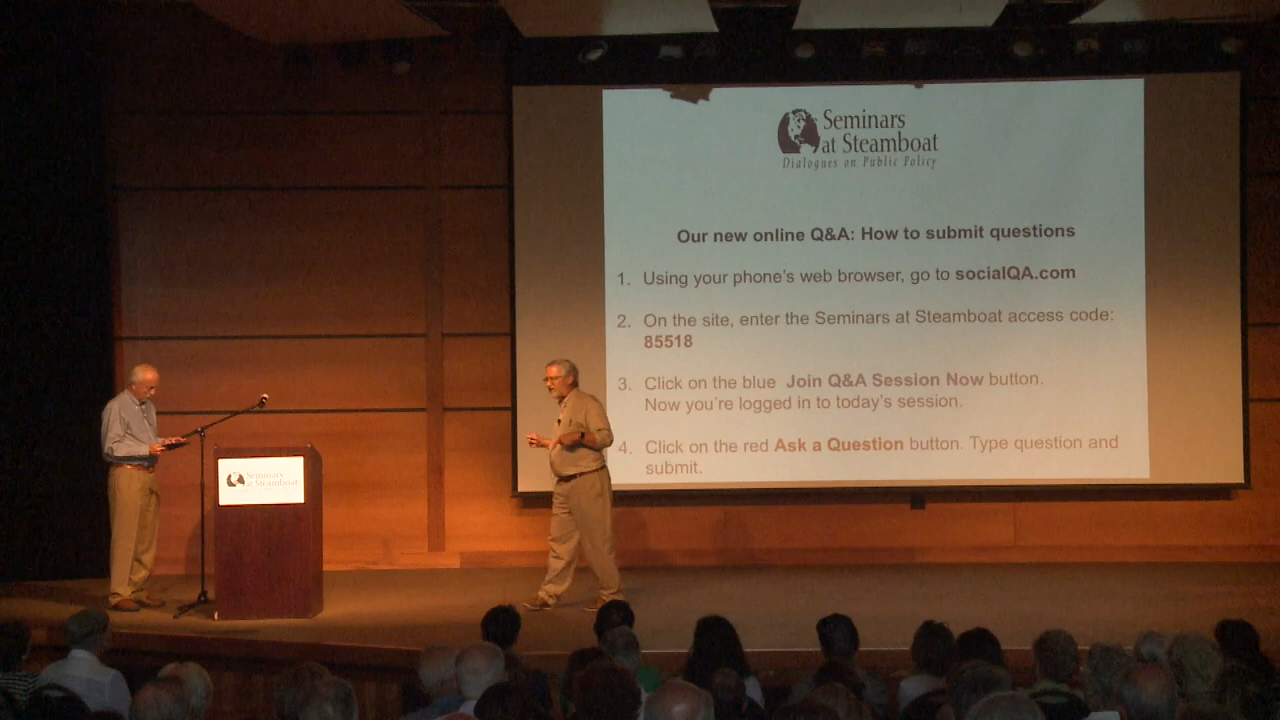 Seminars
at Steamboat
Dialogues on Public Policy
Our new online Q&A: How to submit questions
1. Using your phone's web browser, go to socialQA.com
2. On the site, enter the Seminars at Steamboat access code:
85518
3. Click on the blue Join Q&A Session Now button.
Now you're logged in to today's session.
4. Click on the red Ask a Question button. Type question and
submit.
Seminars
at Steamboat